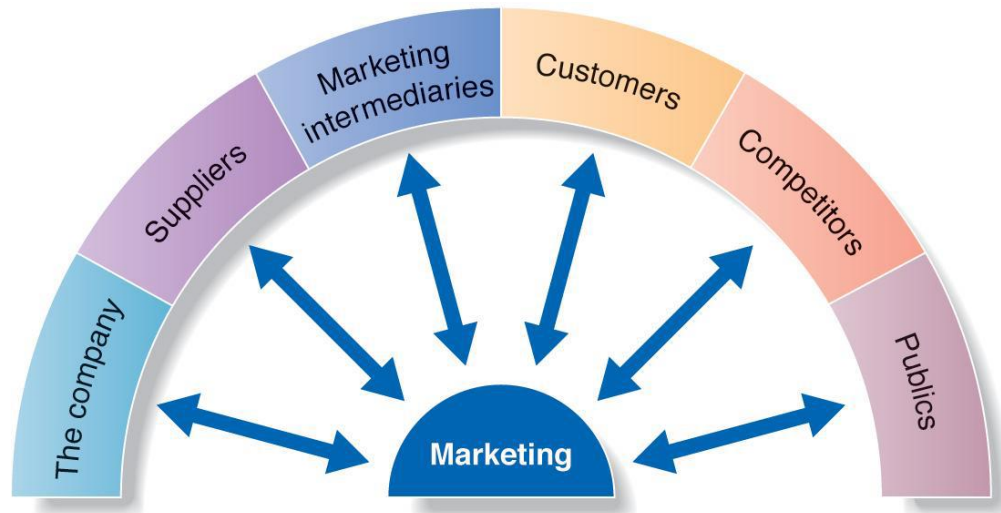 The company
Suppliers
Marketing
intermediaries
Customers
Competitors
Publics
Marketing